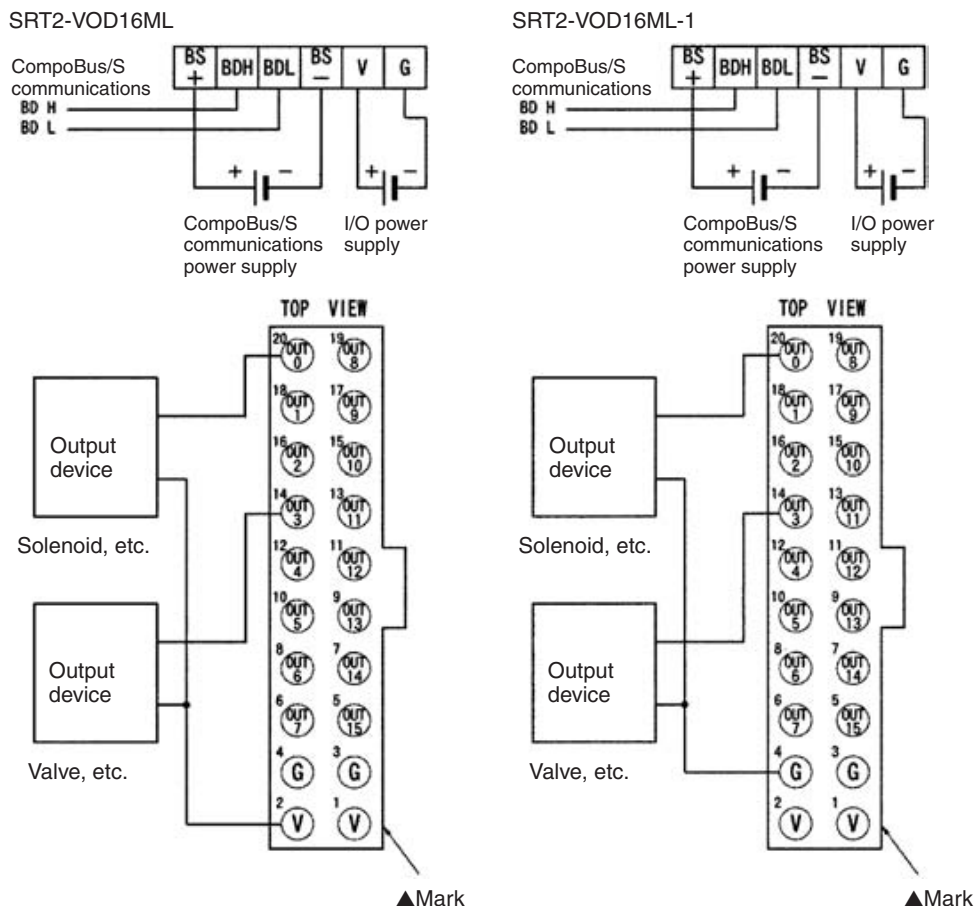 SRT2-VOD16ML
BS + BDH BDL BS – V G
CompoBus/S
communications
BD H
BD L
+ – + –
CompoBus/S
communications
power supply
I/O power
supply
TOP VIEW
20 OUT 0 19 OUT 8
18 OUT 1 17 OUT 9
16 OUT 2 15 OUT 10
14 OUT 3 13 OUT 11
12 OUT 4 11 OUT 12
10 OUT 5 9 OUT 13
8 OUT 6 7 OUT 14
6 OUT 7 5 OUT 15
4 G 3 G
2 V 1 V
Output
device
Solenoid, etc.
Output
device
Valve, etc.
▲Mark
SRT2-VOD16ML-1
BS + BDH BDL BS – V G
CompoBus/S
communications
BD H
BD L
+ – + –
CompoBus/S
communications
power supply
I/O power
supply
TOP VIEW
20 OUT 0 19 OUT 8
18 OUT 1 17 OUT 9
16 OUT 2 15 OUT 10
14 OUT 3 13 OUT 11
12 OUT 4 11 OUT 12
10 OUT 5 9 OUT 13
8 OUT 6 7 OUT 14
6 OUT 7 5 OUT 15
4 G 3 G
2 V 1 V
Output
device
Solenoid, etc.
Output
device
Valve, etc.
▲Mark